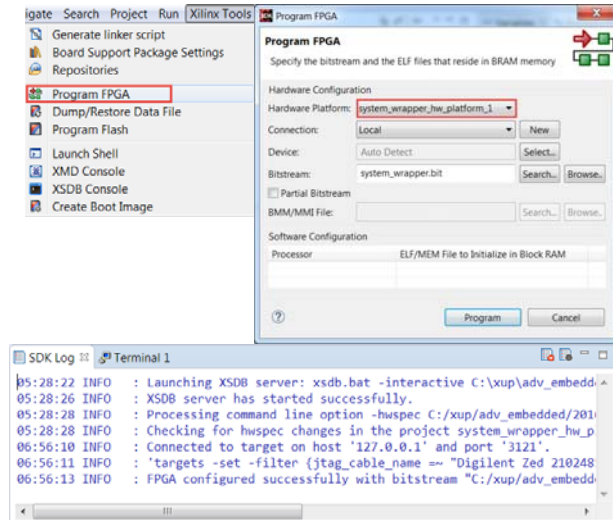 igate Search Project Run Xilinx Tools
Generate linker script
Board Support Package Settings
Repositories
Program FPGA
Dump/Restore Data File
Program Flash
Launch Shell
XMD Console
XSDB Console
Create Boot Image
Program FPGA
Program FPGA
Specify the bitstream and the ELF files that reside in BRAM memory
Hardware Configuration
Hardware Platform: system_wrapper_hw_platform_1
Connection: Local New
Device: Auto Detect Select...
Bitstream: system_wrapper.bit Search... Browse..
Partial Bitstream
BMM/MMI File: Search... Browse..
Software Configuration
Processor ELF/MEM File to Initialize in Block RAM
Program Cancel
SDK Log Terminal 1
05:28:22 INFO : Launching XSDB server: xsdb.bat -interactive C:\xup\adv_embedd
05:28:26 INFO : XSDB server has started successfully.
05:28:28 INFO : Processing command line option -hwspec C:/xup/adv_embedded/201
05:28:28 INFO : Checking for hwspec changes in the project system_wrapper_hw_p
06:56:10 INFO : Connected to target on host '127.0.0.1' and port '3121'.
06:56:11 INFO : 'targets -set -filter {jtag_cable_name =~ "Digilent Zed 210248
06:56:13 INFO : FPGA configured successfully with bitstream "C:/xup/adv_embedd